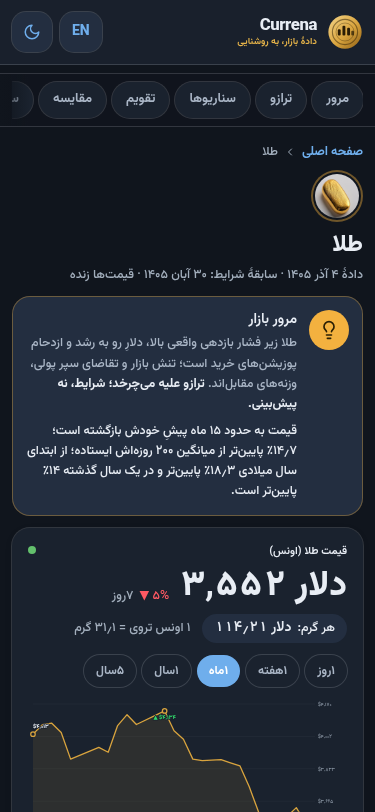 Currena
دادهٔ بازار، به روشنایی
EN
مرور
ترازو
سناریوها
تقویم
مقایسه
صفحه اصلی › طلا
طلا
دادهٔ ۴ آذر ۱۴۰۵ · سابقهٔ شرایط: ۳۰ آبان ۱۴۰۵ · قیمت‌ها زنده
مرور بازار
طلا زیر فشار بازدهی واقعی بالا، دلار رو به رشد و ازدحام
پوزیشن‌های خرید است؛ تنش بازار و تقاضای سپر پولی،
وزنه‌های مقابل‌اند. ترازو علیه می‌چرخد؛ شرایط، نه
پیش‌بینی.
قیمت به حدود ۱۵ ماه پیشِ خودش بازگشته است؛
۱۴٫۷٪ پایین‌تر از میانگین ۲۰۰ روزه‌اش ایستاده؛ از ابتدای
سال میلادی ۱۸٫۳٪ پایین‌تر و در یک سال گذشته ۱۴٪
پایین‌تر است.
قیمت طلا (اونس)
۳,۵۵۲ دلار
▼ ۵% ۷روز
هر گرم: ۱۱۴٫۲۱ دلار
۱ اونس تروی = ۳۱٫۱ گرم
۱روز
۱هفته
۱ماه
۱سال
۵سال